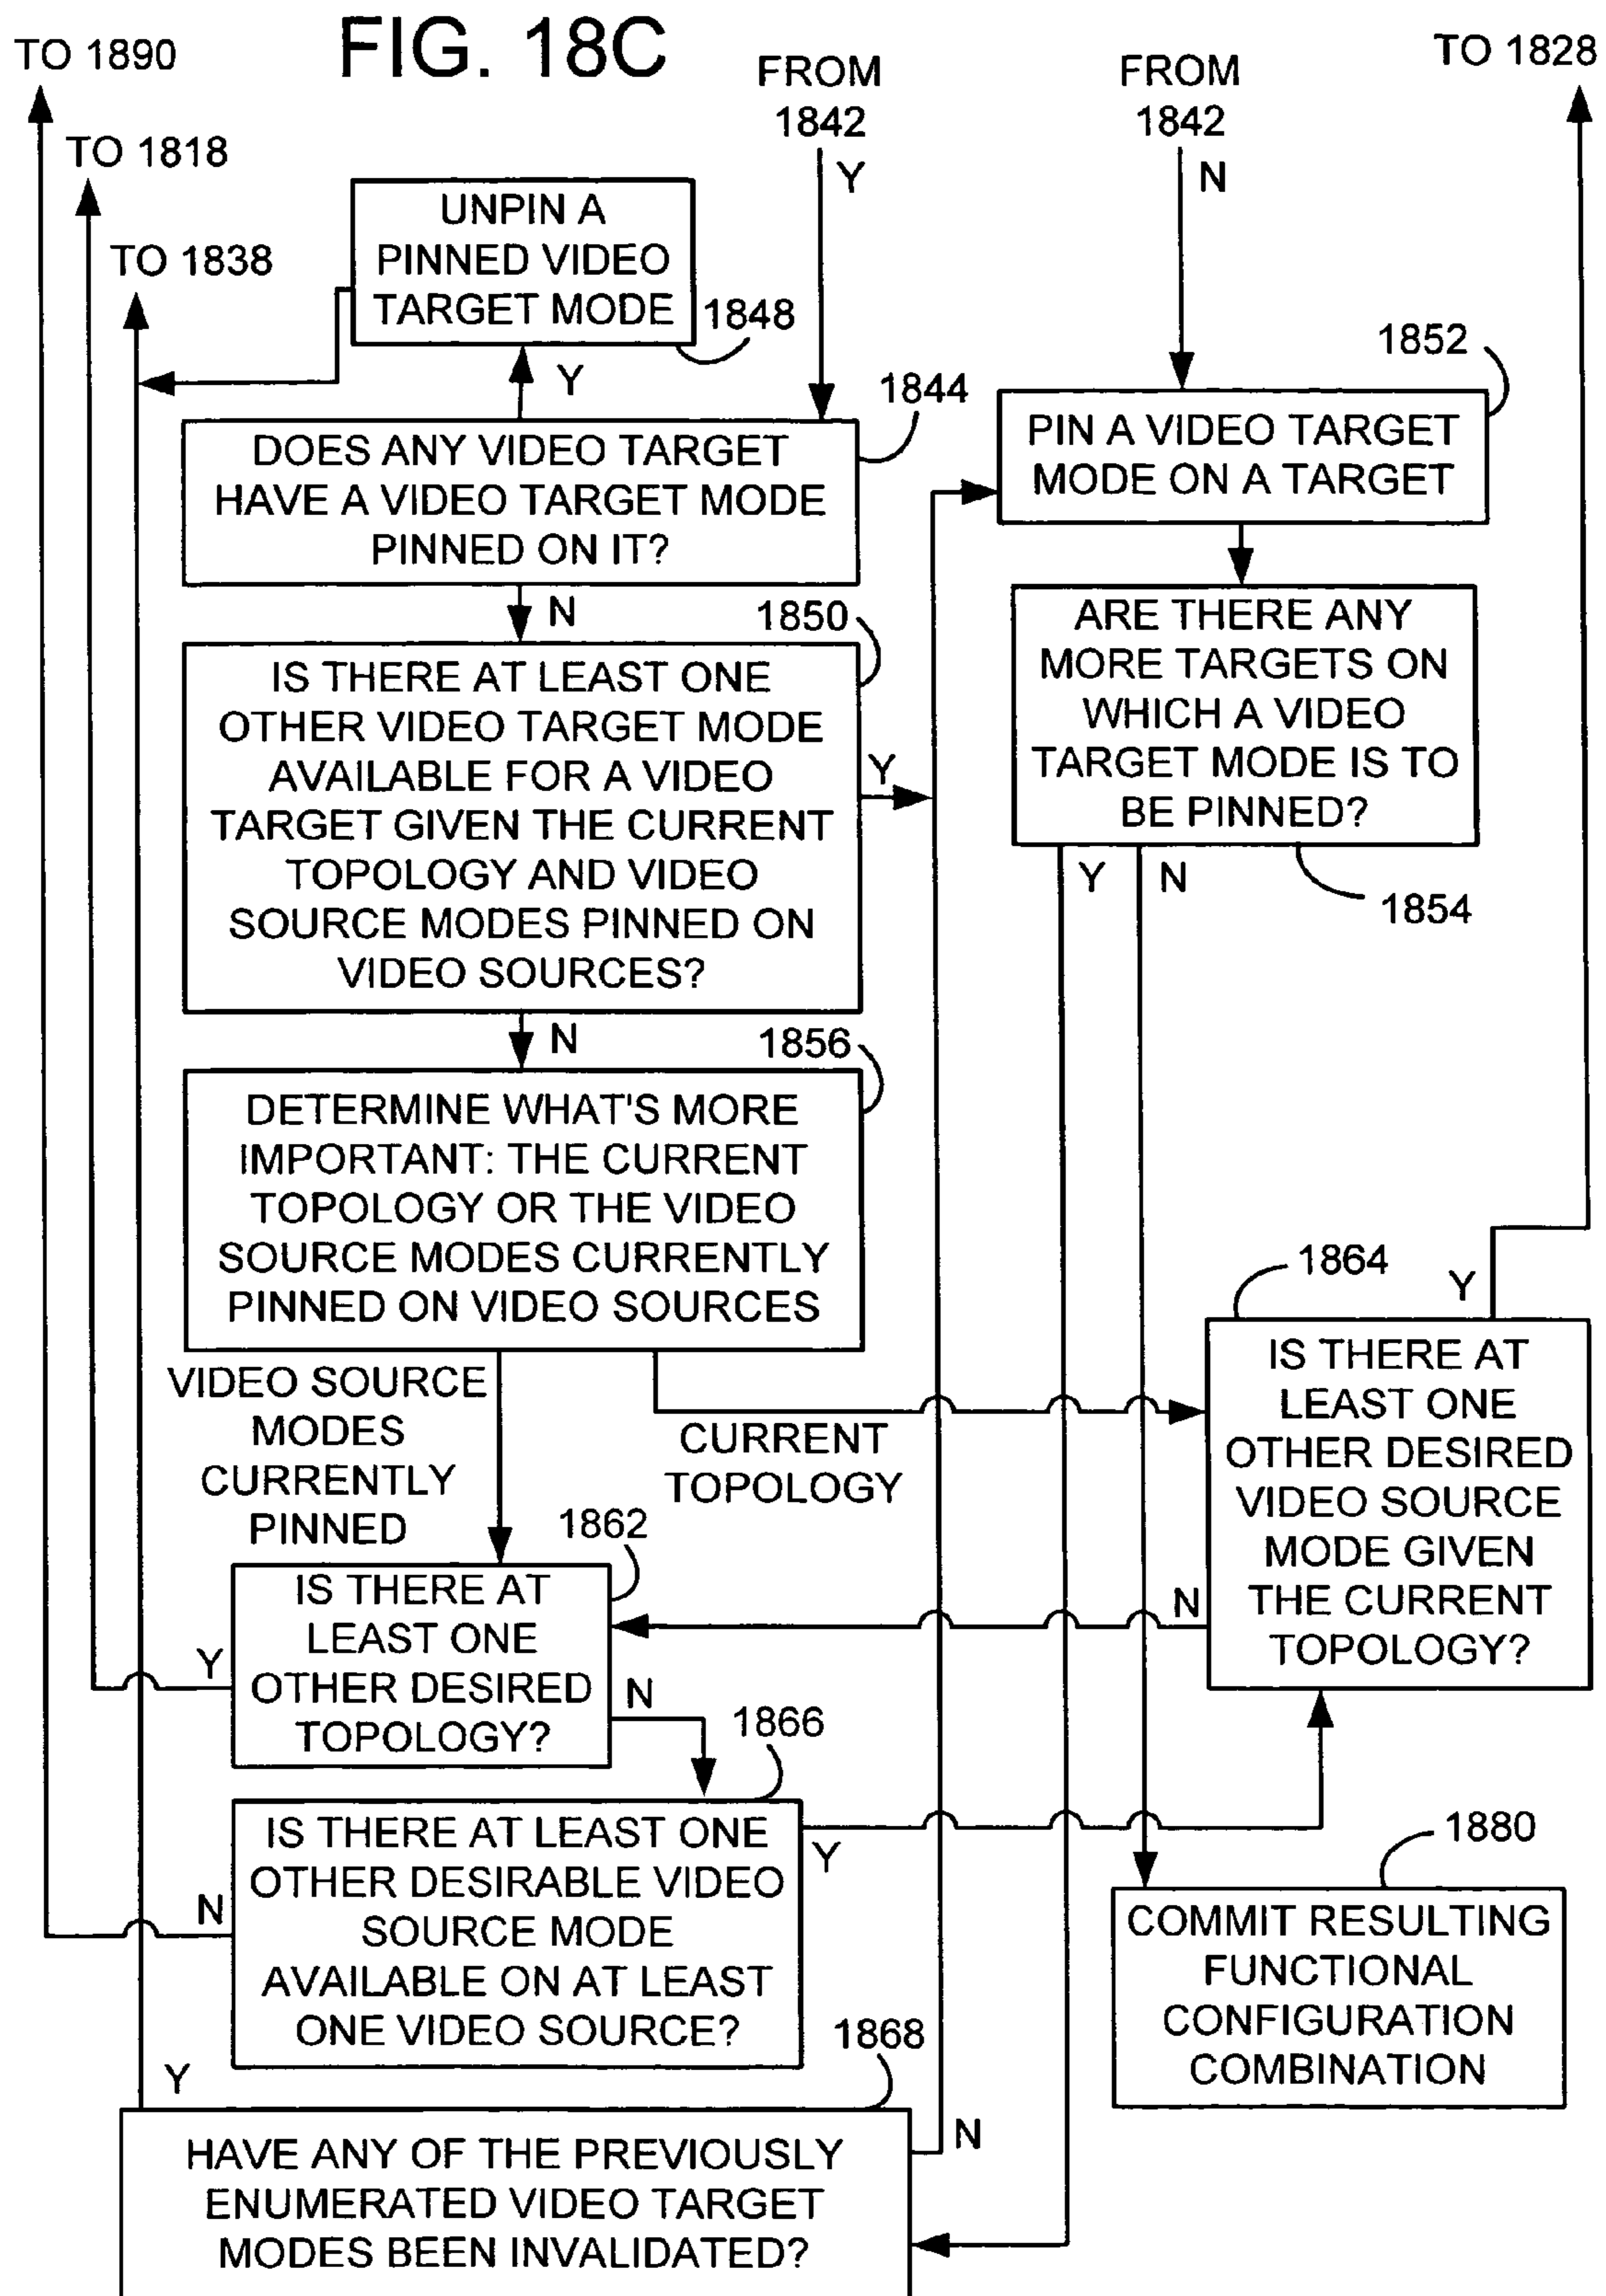 FIG. 18C
TO 1890
TO 1818
TO 1838
FROM
1842
Y
FROM
1842
N
TO 1828
UNPIN A
PINNED VIDEO
TARGET MODE
1848
Y
1844
DOES ANY VIDEO TARGET
HAVE A VIDEO TARGET MODE
PINNED ON IT?
N
1852
PIN A VIDEO TARGET
MODE ON A TARGET
1850
IS THERE AT LEAST ONE
OTHER VIDEO TARGET MODE
AVAILABLE FOR A VIDEO
TARGET GIVEN THE CURRENT
TOPOLOGY AND VIDEO
SOURCE MODES PINNED ON
VIDEO SOURCES?
Y
N
ARE THERE ANY
MORE TARGETS ON
WHICH A VIDEO
TARGET MODE IS TO
BE PINNED?
Y
N
1854
1856
DETERMINE WHAT'S MORE
IMPORTANT: THE CURRENT
TOPOLOGY OR THE VIDEO
SOURCE MODES CURRENTLY
PINNED ON VIDEO SOURCES
VIDEO SOURCE
MODES
CURRENTLY
PINNED
CURRENT
TOPOLOGY
1864
Y
IS THERE AT
LEAST ONE
OTHER DESIRED
VIDEO SOURCE
MODE GIVEN
THE CURRENT
TOPOLOGY?
N
1862
IS THERE AT
LEAST ONE
OTHER DESIRED
TOPOLOGY?
Y
N
1866
IS THERE AT LEAST ONE
OTHER DESIRABLE VIDEO
SOURCE MODE
AVAILABLE ON AT LEAST
ONE VIDEO SOURCE?
Y
N
1880
COMMIT RESULTING
FUNCTIONAL
CONFIGURATION
COMBINATION
1868
Y
N
HAVE ANY OF THE PREVIOUSLY
ENUMERATED VIDEO TARGET
MODES BEEN INVALIDATED?